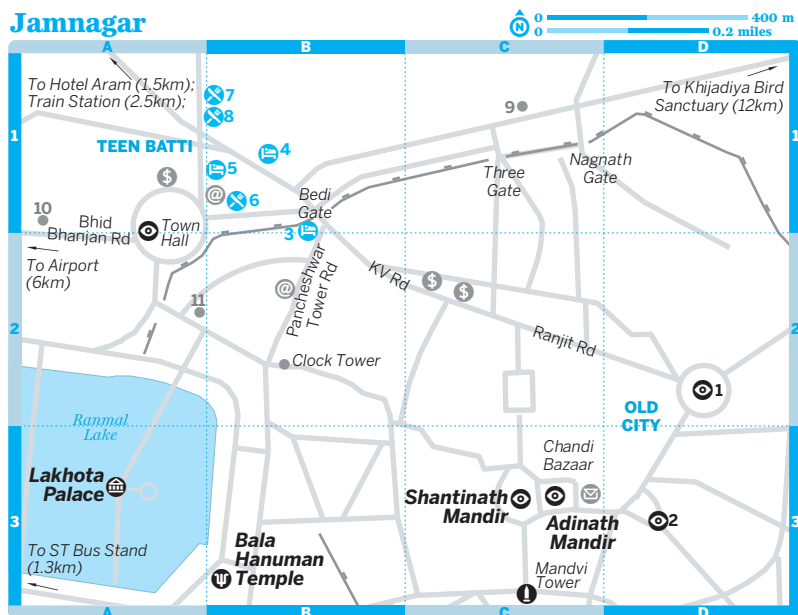 Jamnagar
N
0 400 m
0 0.2 miles
A B C D
To Hotel Aram (1.5km);
Train Station (2.5km);
7
8
9
To Khijadiya Bird
Sanctuary (12km)
1
1
TEEN BATTI
4
5
$
@
6
Three
Gate
Nagnath
Gate
Bedi
Gate
10
Bhid
Bhanjan Rd
Town
Hall
3
To Airport
(6km)
@
Pancheshwar
Tower Rd
KV Rd
$
$
11
2
2
Ranjit Rd
Clock Tower
1
OLD
CITY
Ranmal
Lake
Chandi
Bazaar
Lakhota
Palace
Shantinath
Mandir
Adinath
Mandir
2
3
3
Bala
Hanuman
Temple
To ST Bus Stand
(1.3km)
Mandvi
Tower
A B C D